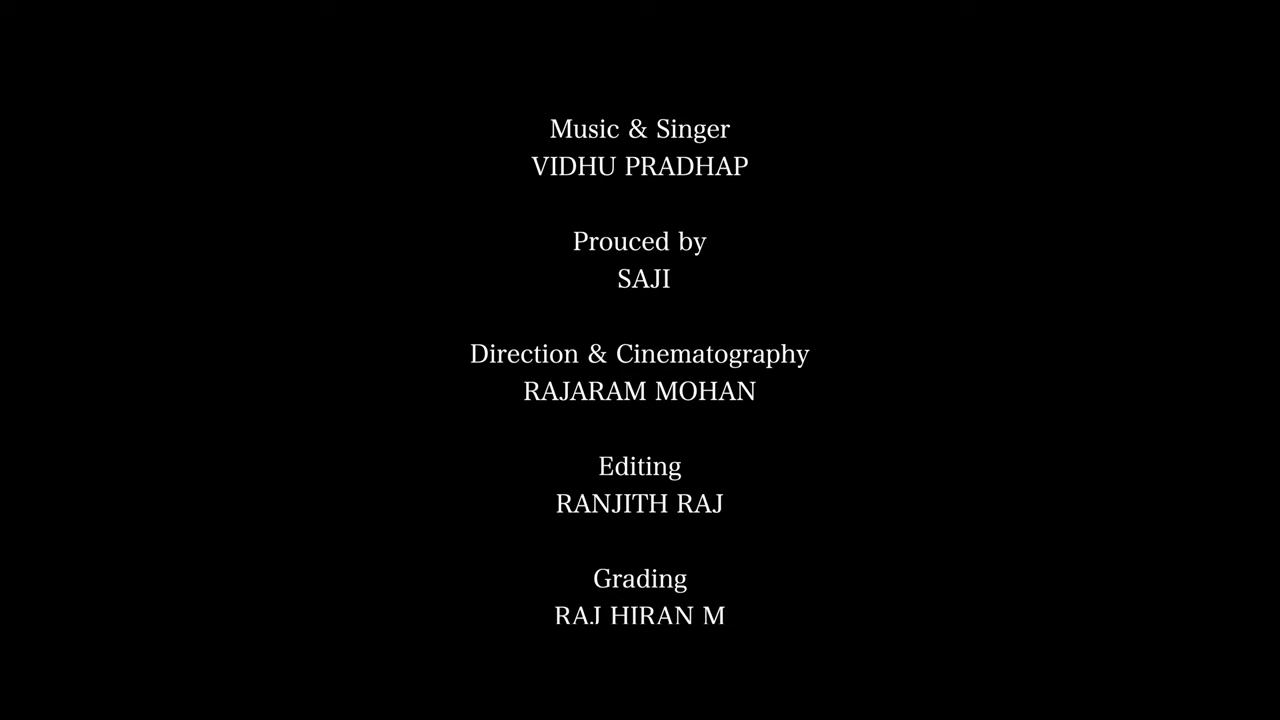 Music & Singer
VIDHU PRADHAP
Prouced by
SAJI
Direction & Cinematography
RAJARAM MOHAN
Editing
RANJITH RAJ
Grading
RAJ HIRAN M